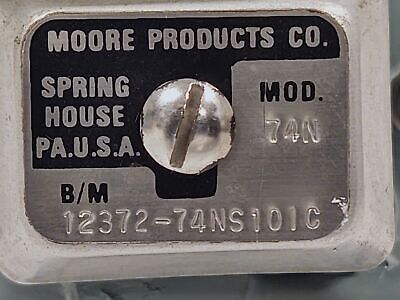 MOORE PRODUCTS CO.
SPRING
HOUSE
PA.U.S.A.
MOD.
74N
B/M
12372-74NS101C